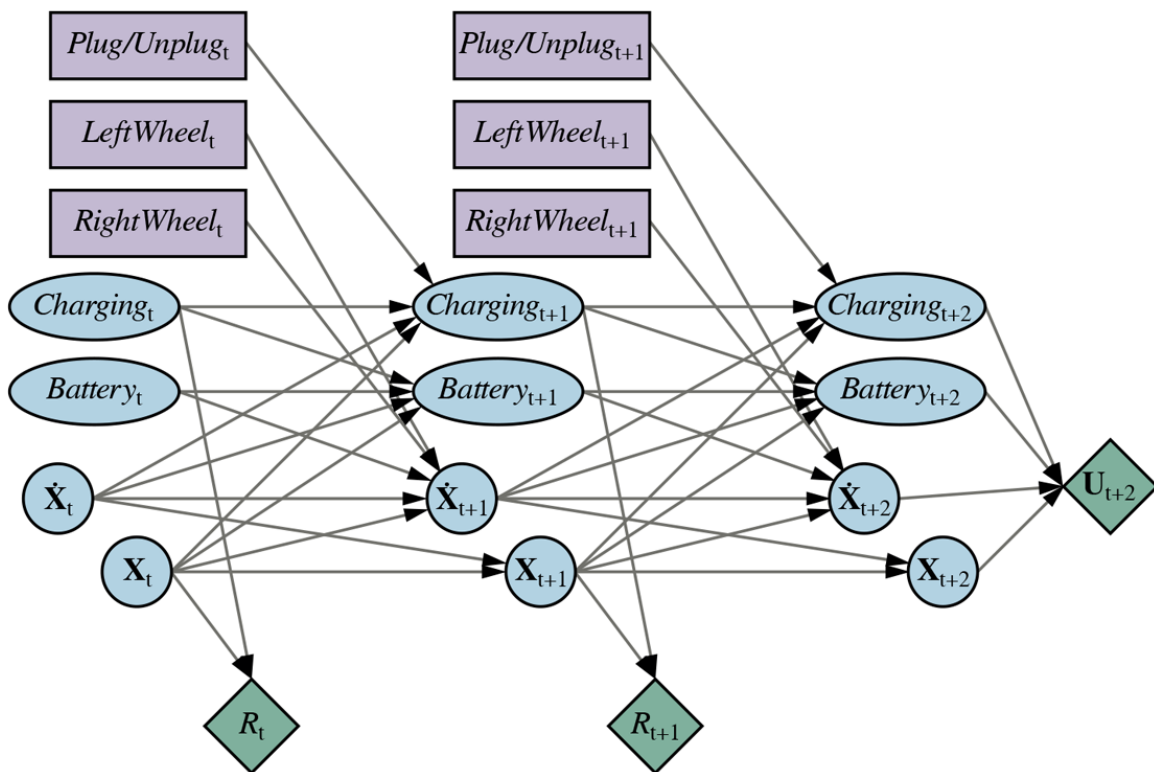 Plug/Unplug_t Plug/Unplug_t+1
LeftWheel_t LeftWheel_t+1
RightWheel_t RightWheel_t+1
Charging_t Charging_t+1 Charging_t+2
Battery_t Battery_t+1 Battery_t+2
Ẋ_t Ẋ_t+1 Ẋ_t+2 U_t+2
X_t X_t+1 X_t+2
R_t R_t+1